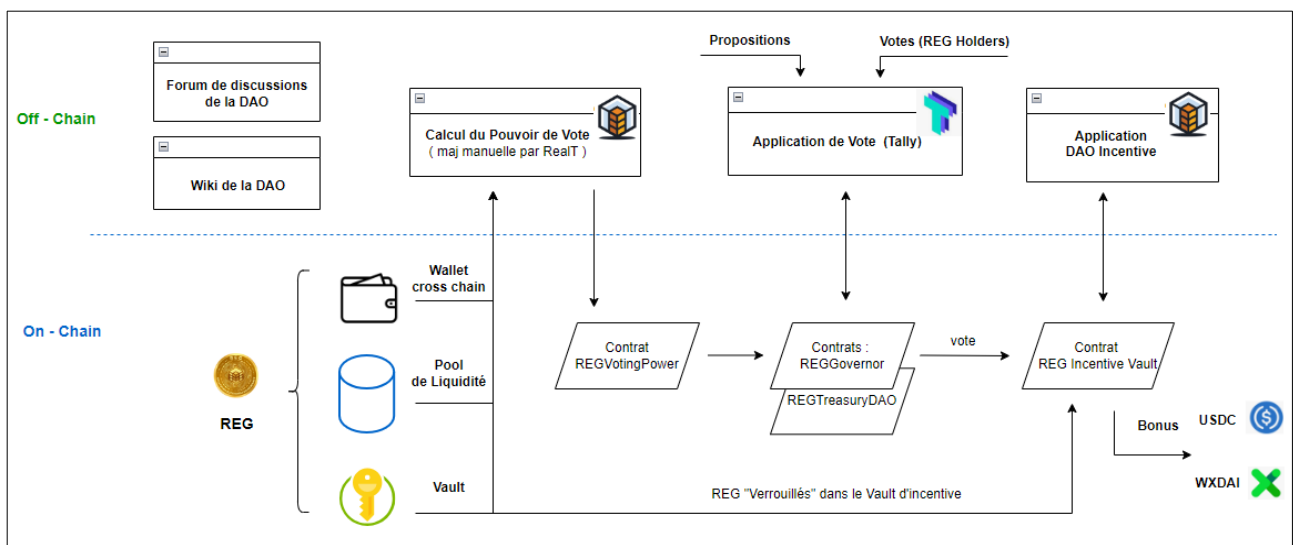 Propositions
Votes (REG Holders)
Forum de discussions
de la DAO
Off - Chain
Calcul du Pouvoir de Vote
( maj manuelle par RealT )
Application de Vote (Tally)
Application
DAO Incentive
Wiki de la DAO
Wallet
cross chain
On - Chain
Contrat
REGVotingPower
Contrats :
REGGovernor
vote
Contrat
REG Incentive Vault
Pool
de Liquidité
REGTreasuryDAO
REG
Bonus
USDC
Vault
REG "Verrouillés" dans le Vault d'incentive
WXDAI